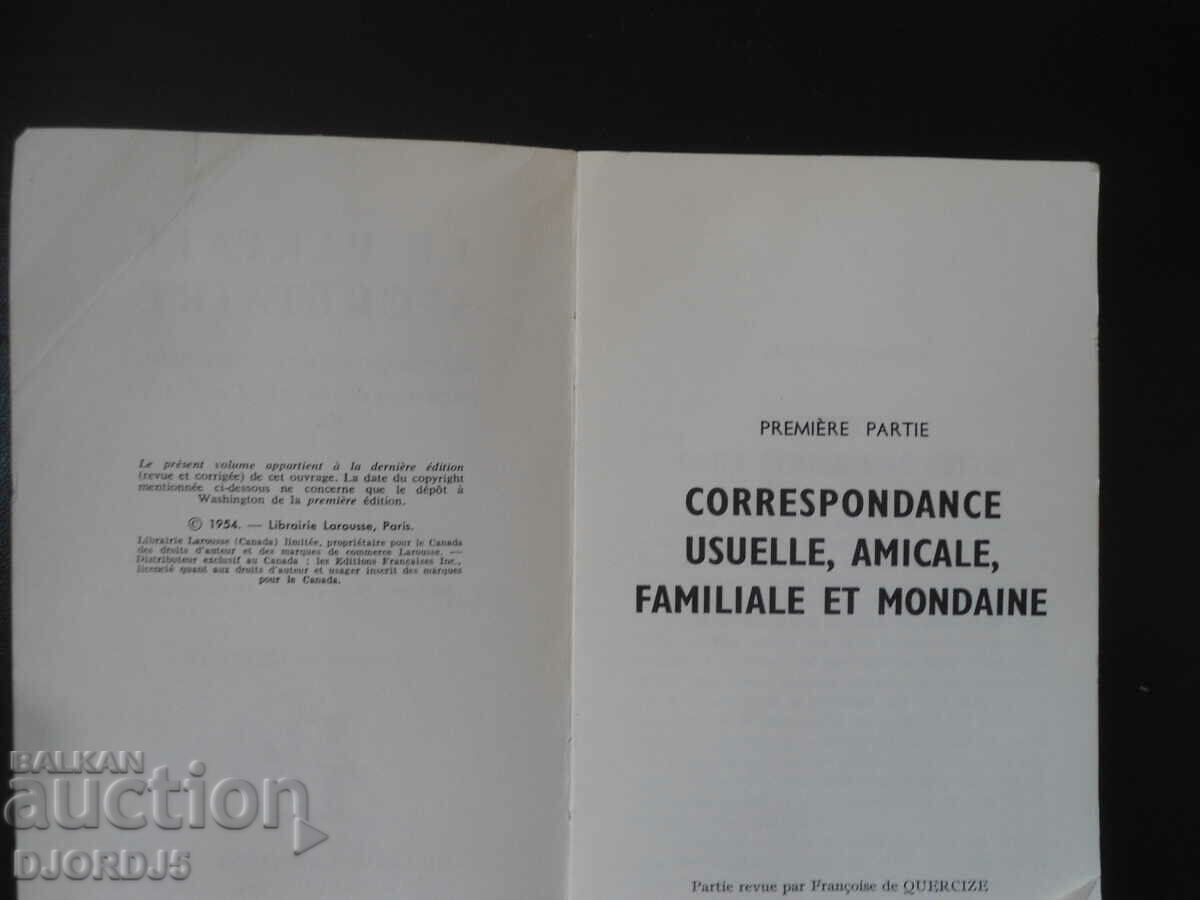 Le présent volume appartient à la dernière édition
(revue et corrigée) de cet ouvrage. La date du copyright
mentionnée ci-dessous ne concerne que le dépôt à
Washington de la première édition.
© 1954. — Librairie Larousse, Paris.
Librairie Larousse (Canada) limitée, propriétaire pour le Canada
des droits d'auteur et des marques de commerce Larousse. —
Distributeur exclusif au Canada : les Editions Françaises Inc.,
licencié quant aux droits d'auteur et usager inscrit des marques
pour le Canada.
PREMIÈRE PARTIE
CORRESPONDANCE
USUELLE, AMICALE,
FAMILIALE ET MONDAINE
Partie revue par Françoise de QUERCIZE
BALKAN
auction
DJORDJ5